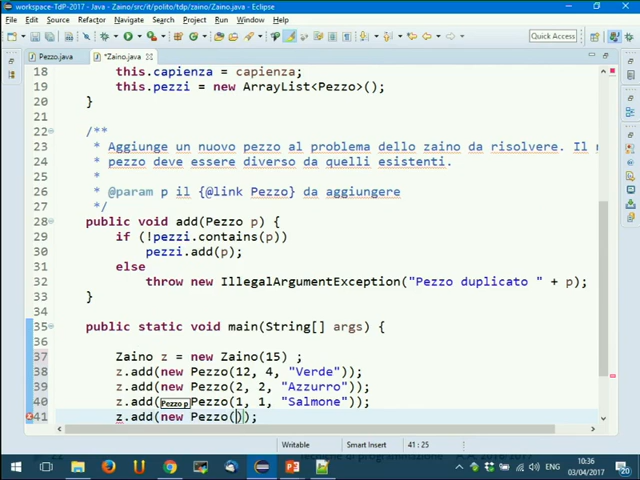 workspace-TdP-2017 - Java - Zaino/src/it/polito/tdp/zaino/Zaino.java - Eclipse
File Edit Source Refactor Navigate Search Project Run Window Help
Quick Access
Pezzo.java *Zaino.java
18 this.capienza = capienza;
19 this.pezzi = new ArrayList<Pezzo>();
20 }
21
22 /**
23 * Aggiunge un nuovo pezzo al problema dello zaino da risolvere. Il
24 * pezzo deve essere diverso da quelli esistenti.
25 *
26 * @param p il {@link Pezzo} da aggiungere
27 */
28 public void add(Pezzo p) {
29 if (!pezzi.contains(p))
30 pezzi.add(p);
31 else
32 throw new IllegalArgumentException("Pezzo duplicato " + p);
33 }
34
35 public static void main(String[] args) {
36
37 Zaino z = new Zaino(15) ;
38 z.add(new Pezzo(12, 4, "Verde"));
39 z.add(new Pezzo(2, 2, "Azzurro"));
40 z.add( Pezzo(1, 1, "Salmone"));
Pezzo p
41 z.add(new Pezzo());
Writable Smart Insert 41 : 25
10:36
03/04/2017
20